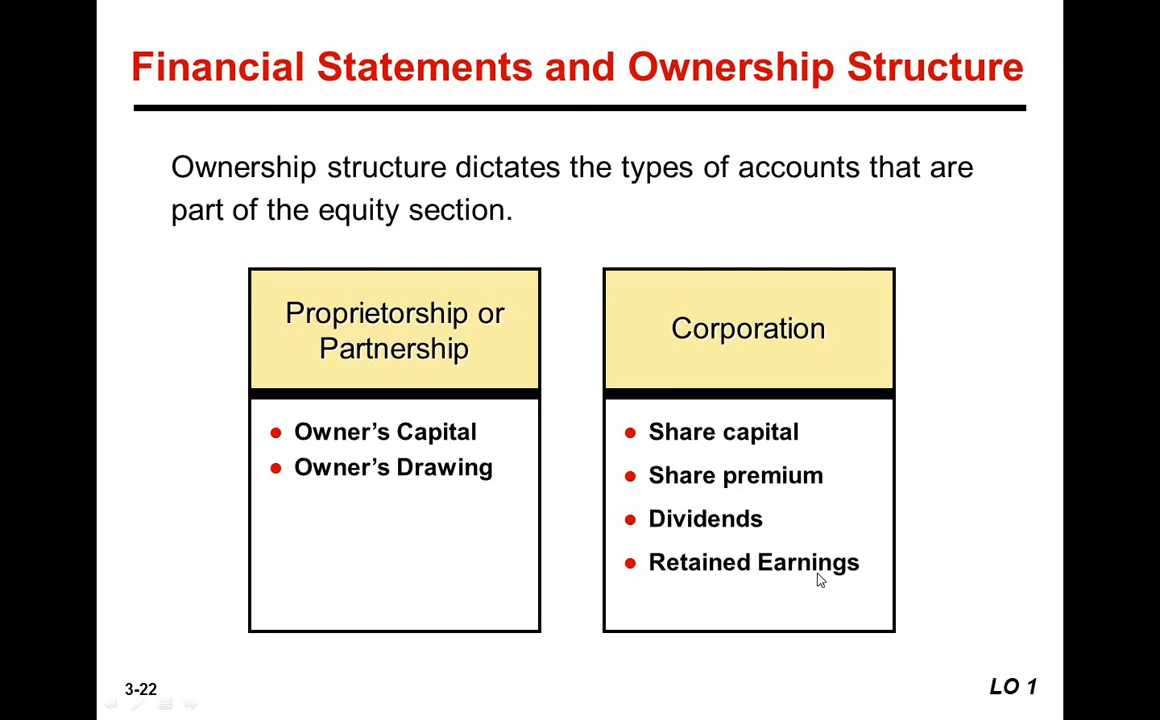 Financial Statements and Ownership Structure
Ownership structure dictates the types of accounts that are
part of the equity section.
Proprietorship or
Partnership
• Owner’s Capital
• Owner’s Drawing
Corporation
• Share capital
• Share premium
• Dividends
• Retained Earnings
3-22
LO 1